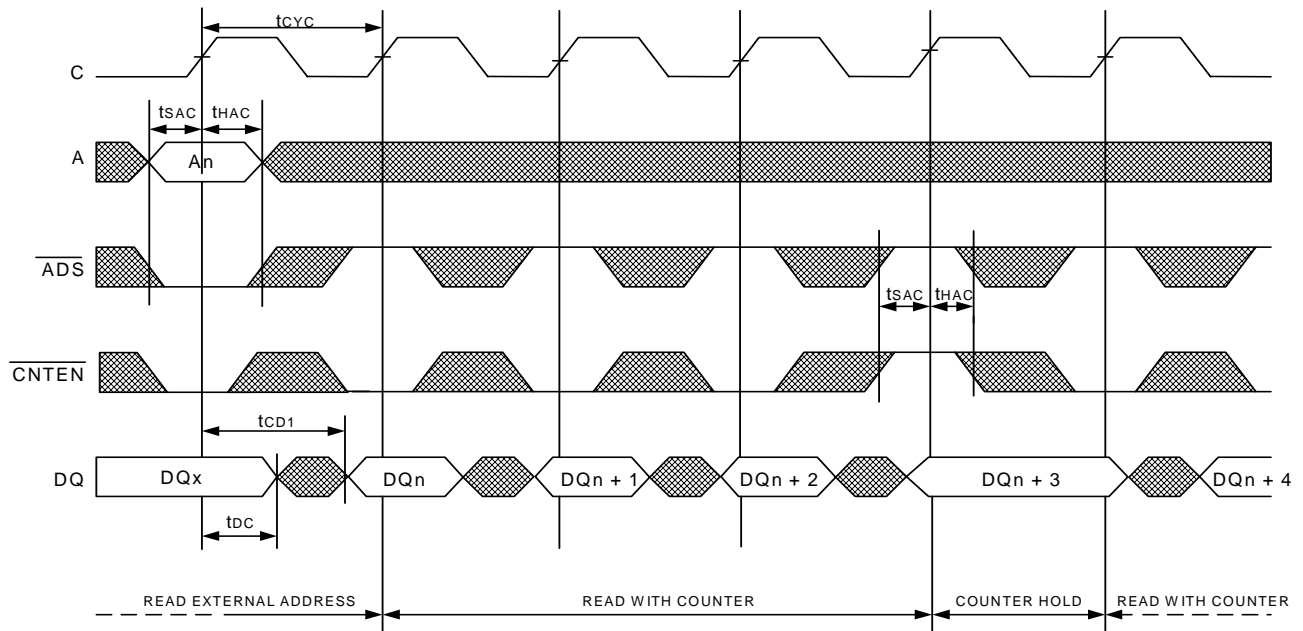 tCYC
C
tSAC tHAC
A An
ADS
tSAC tHAC
CNTEN
tCD1
DQ DQx DQn DQn + 1 DQn + 2 DQn + 3 DQn + 4
tDC
READ EXTERNAL ADDRESS READ WITH COUNTER COUNTER HOLD READ WITH COUNTER